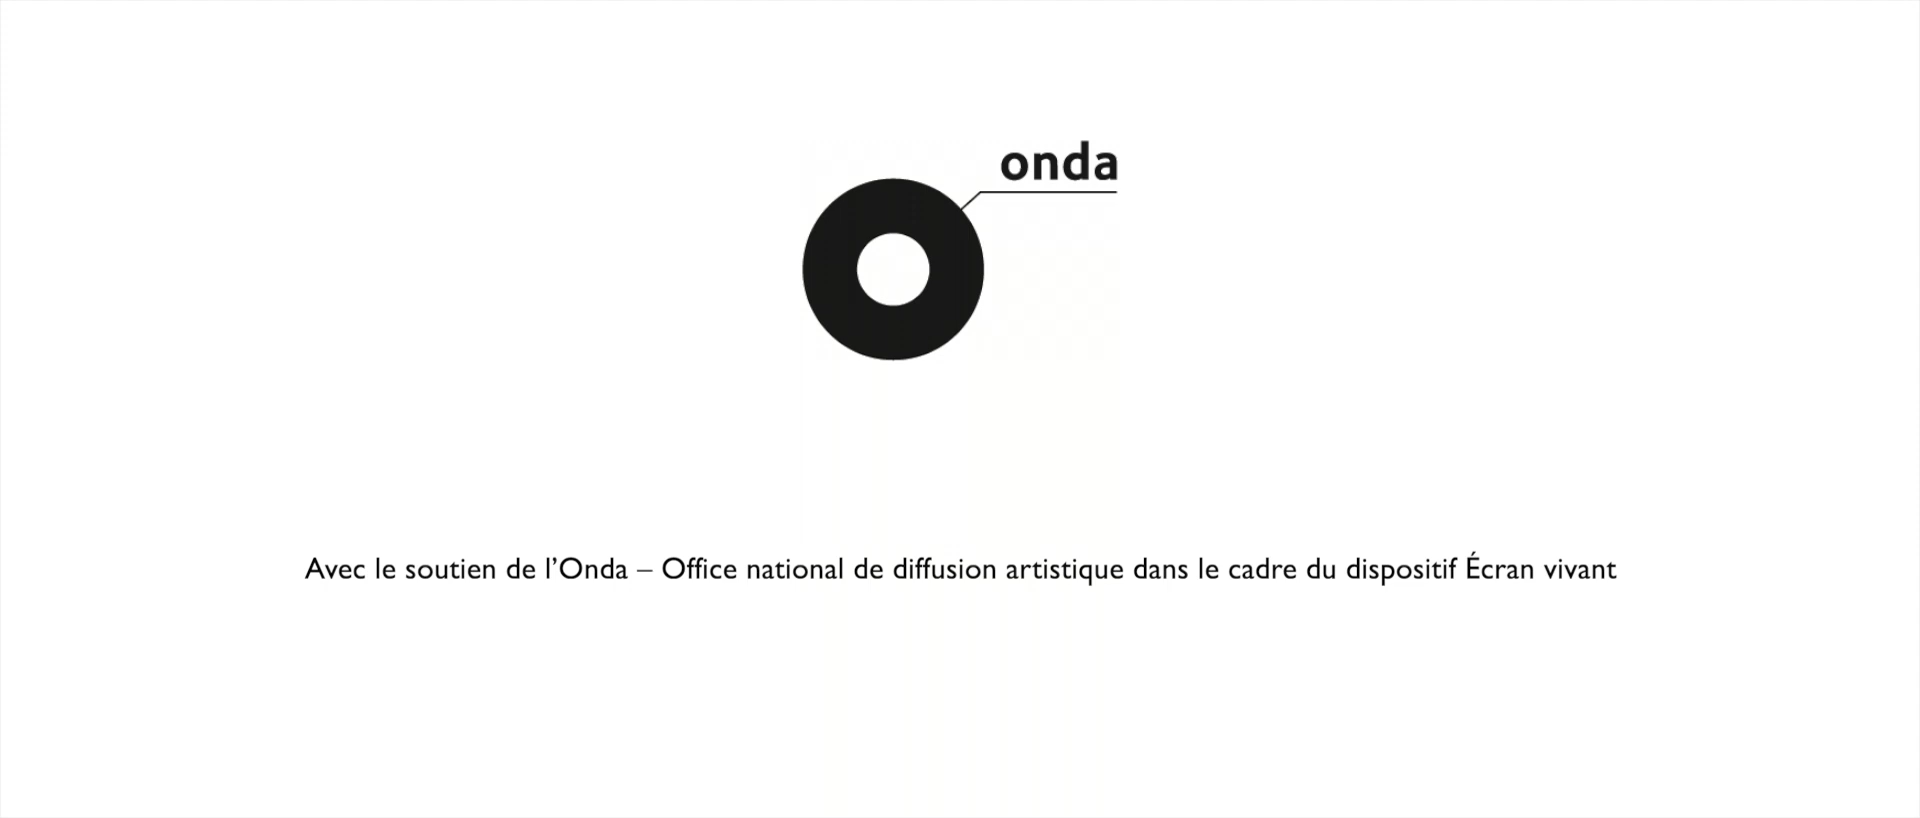 onda
Avec le soutien de l’Onda – Office national de diffusion artistique dans le cadre du dispositif Écran vivant